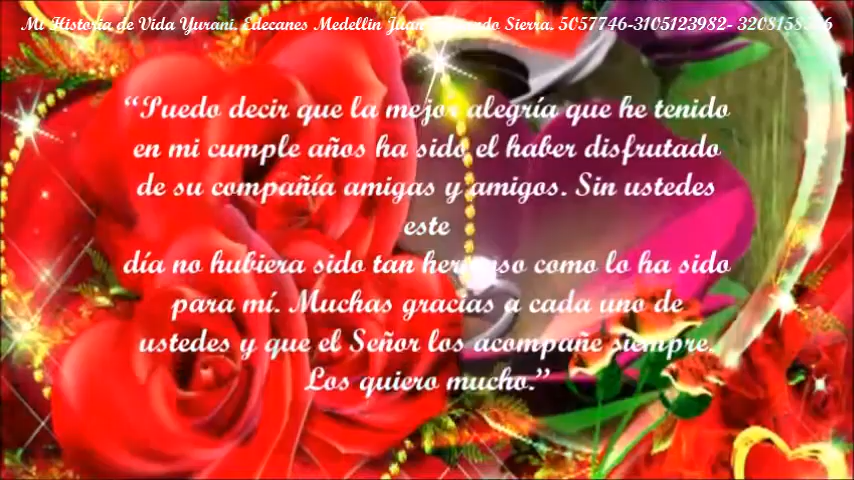 Mi Historia de Vida Yurani. Edecanes Medellín Juan Sierra. 5057746-3105123982-
“Puedo decir que la mejor alegría que he tenido
en mi cumple años ha sido el haber disfrutado
de su compañía amigas y amigos. Sin ustedes
este
día no hubiera sido tan hermoso como lo ha sido
para mí. Muchas gracias a cada uno de
ustedes y que el Señor los acompañe siempre.
Los quiero mucho.”